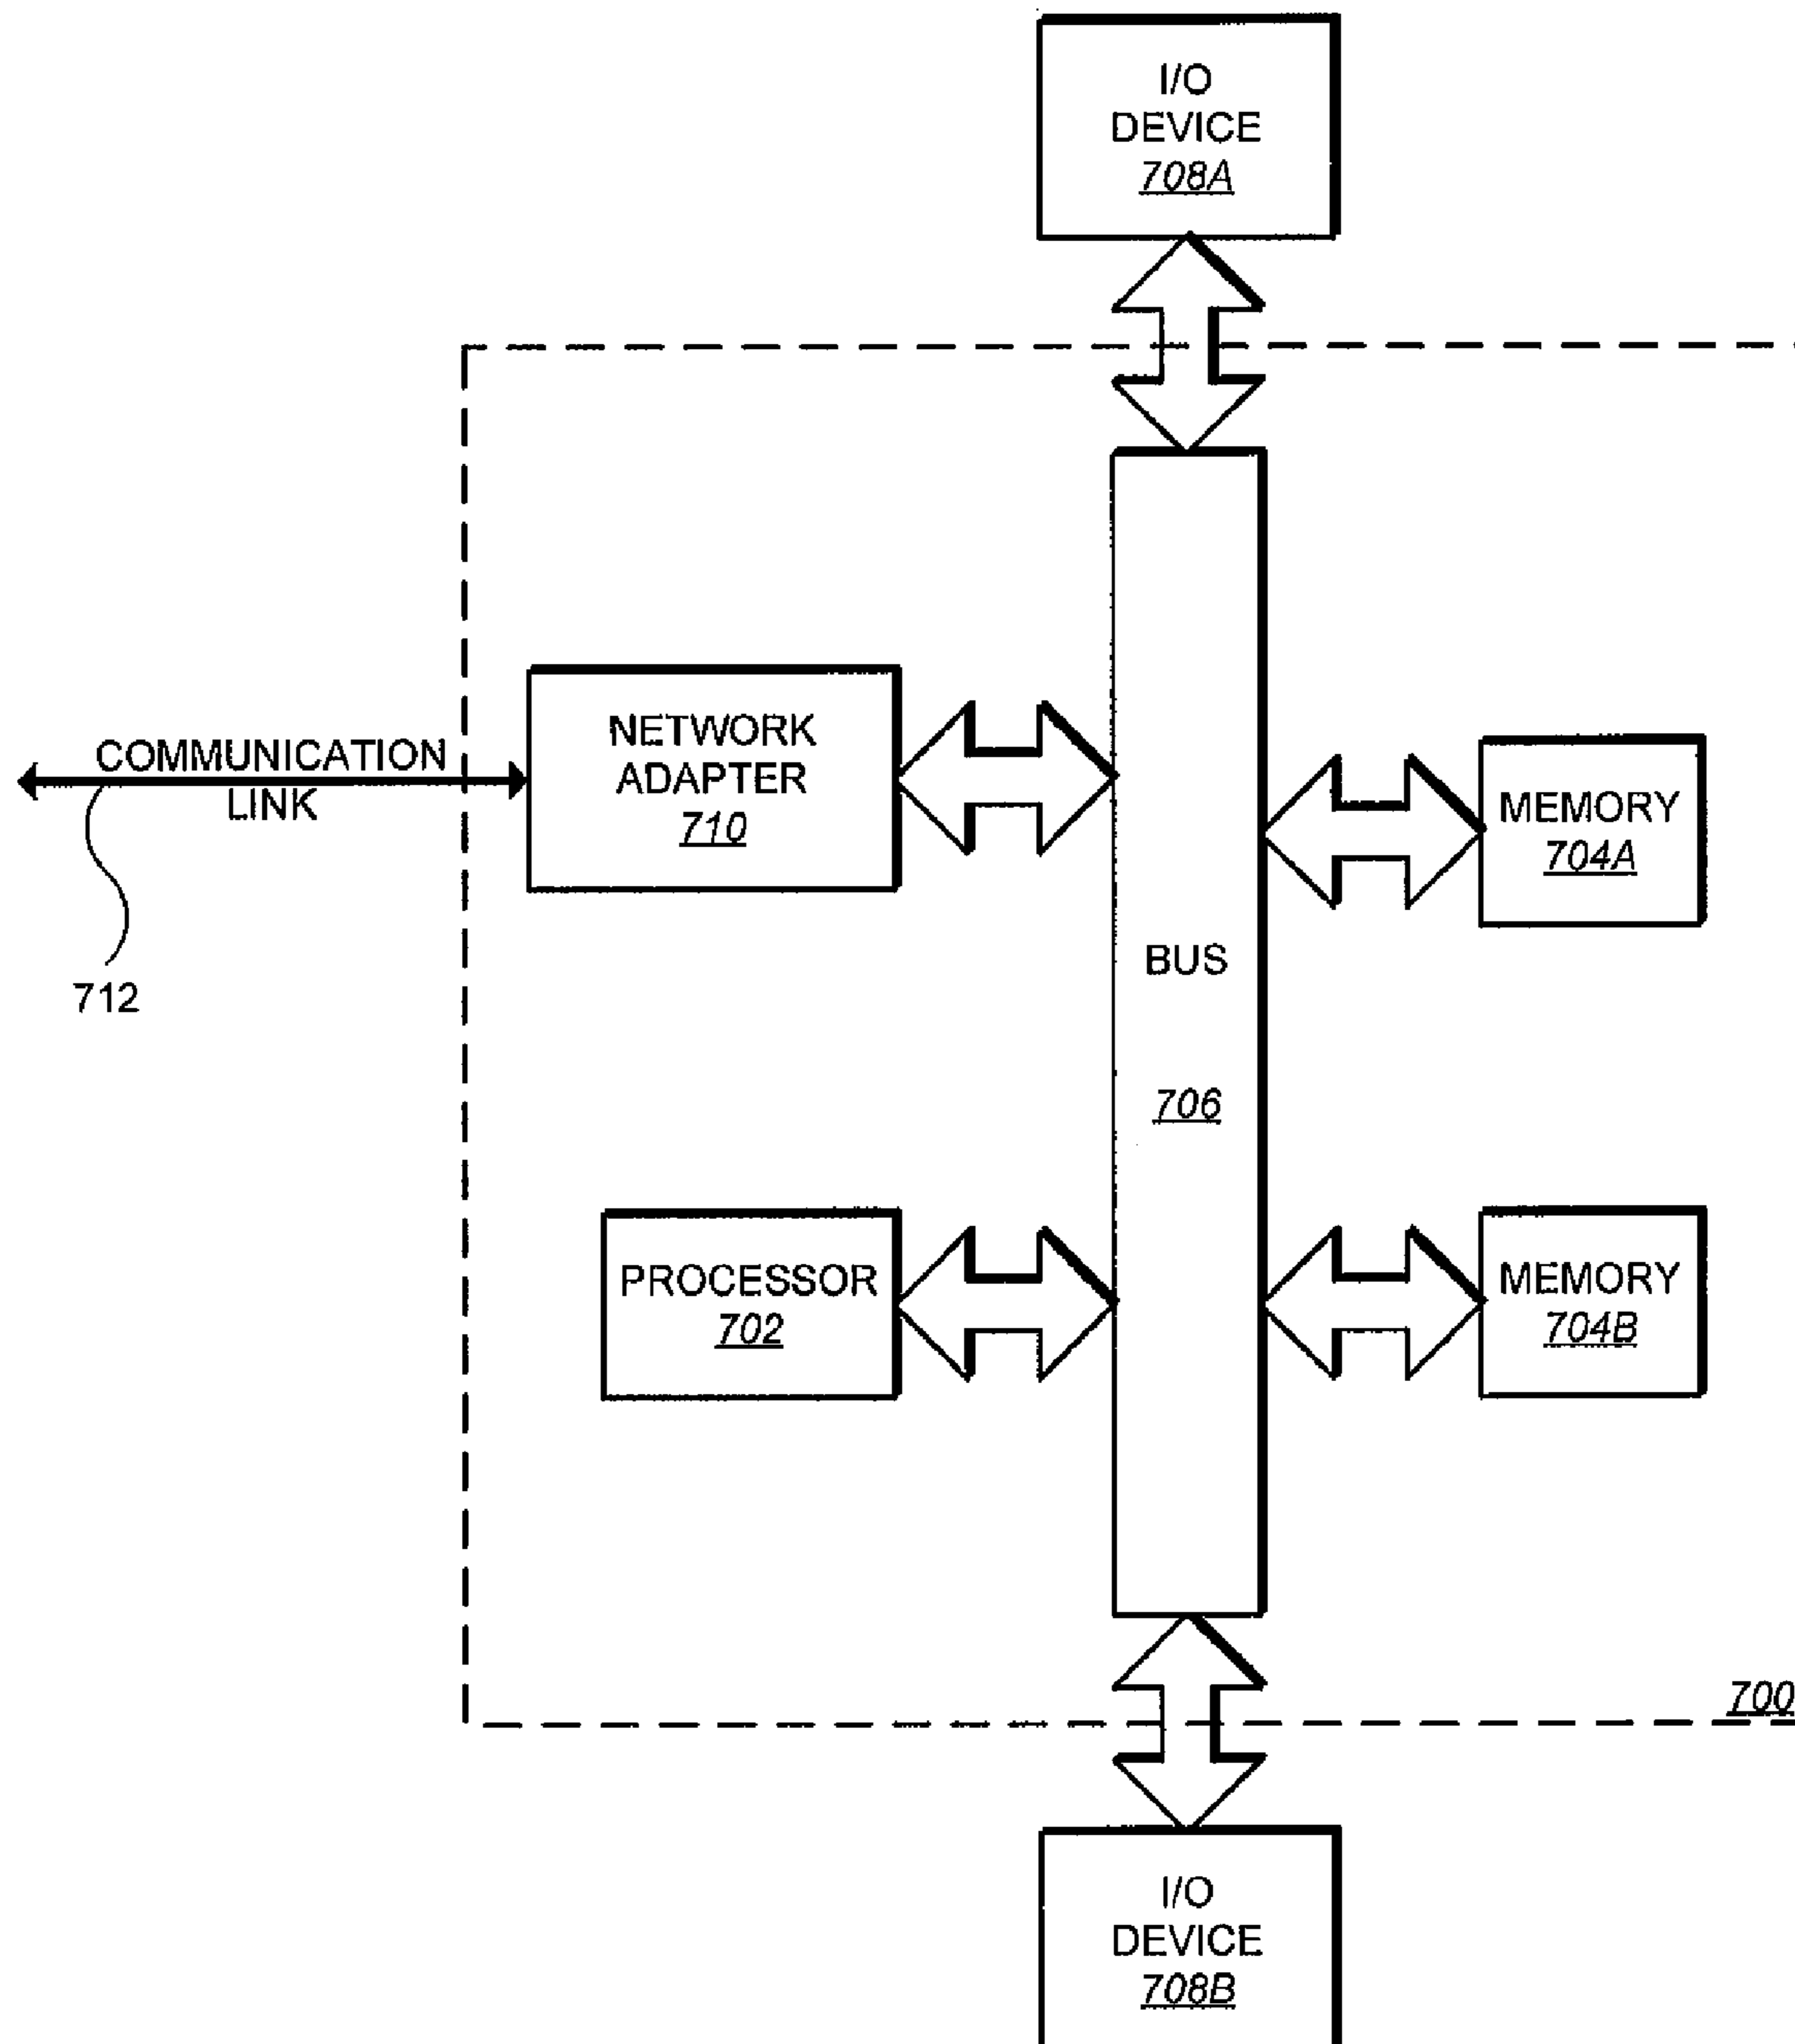 I/O
DEVICE
708A
COMMUNICATION
LINK
712
NETWORK
ADAPTER
710
MEMORY
704A
BUS
706
PROCESSOR
702
MEMORY
704B
700
I/O
DEVICE
708B